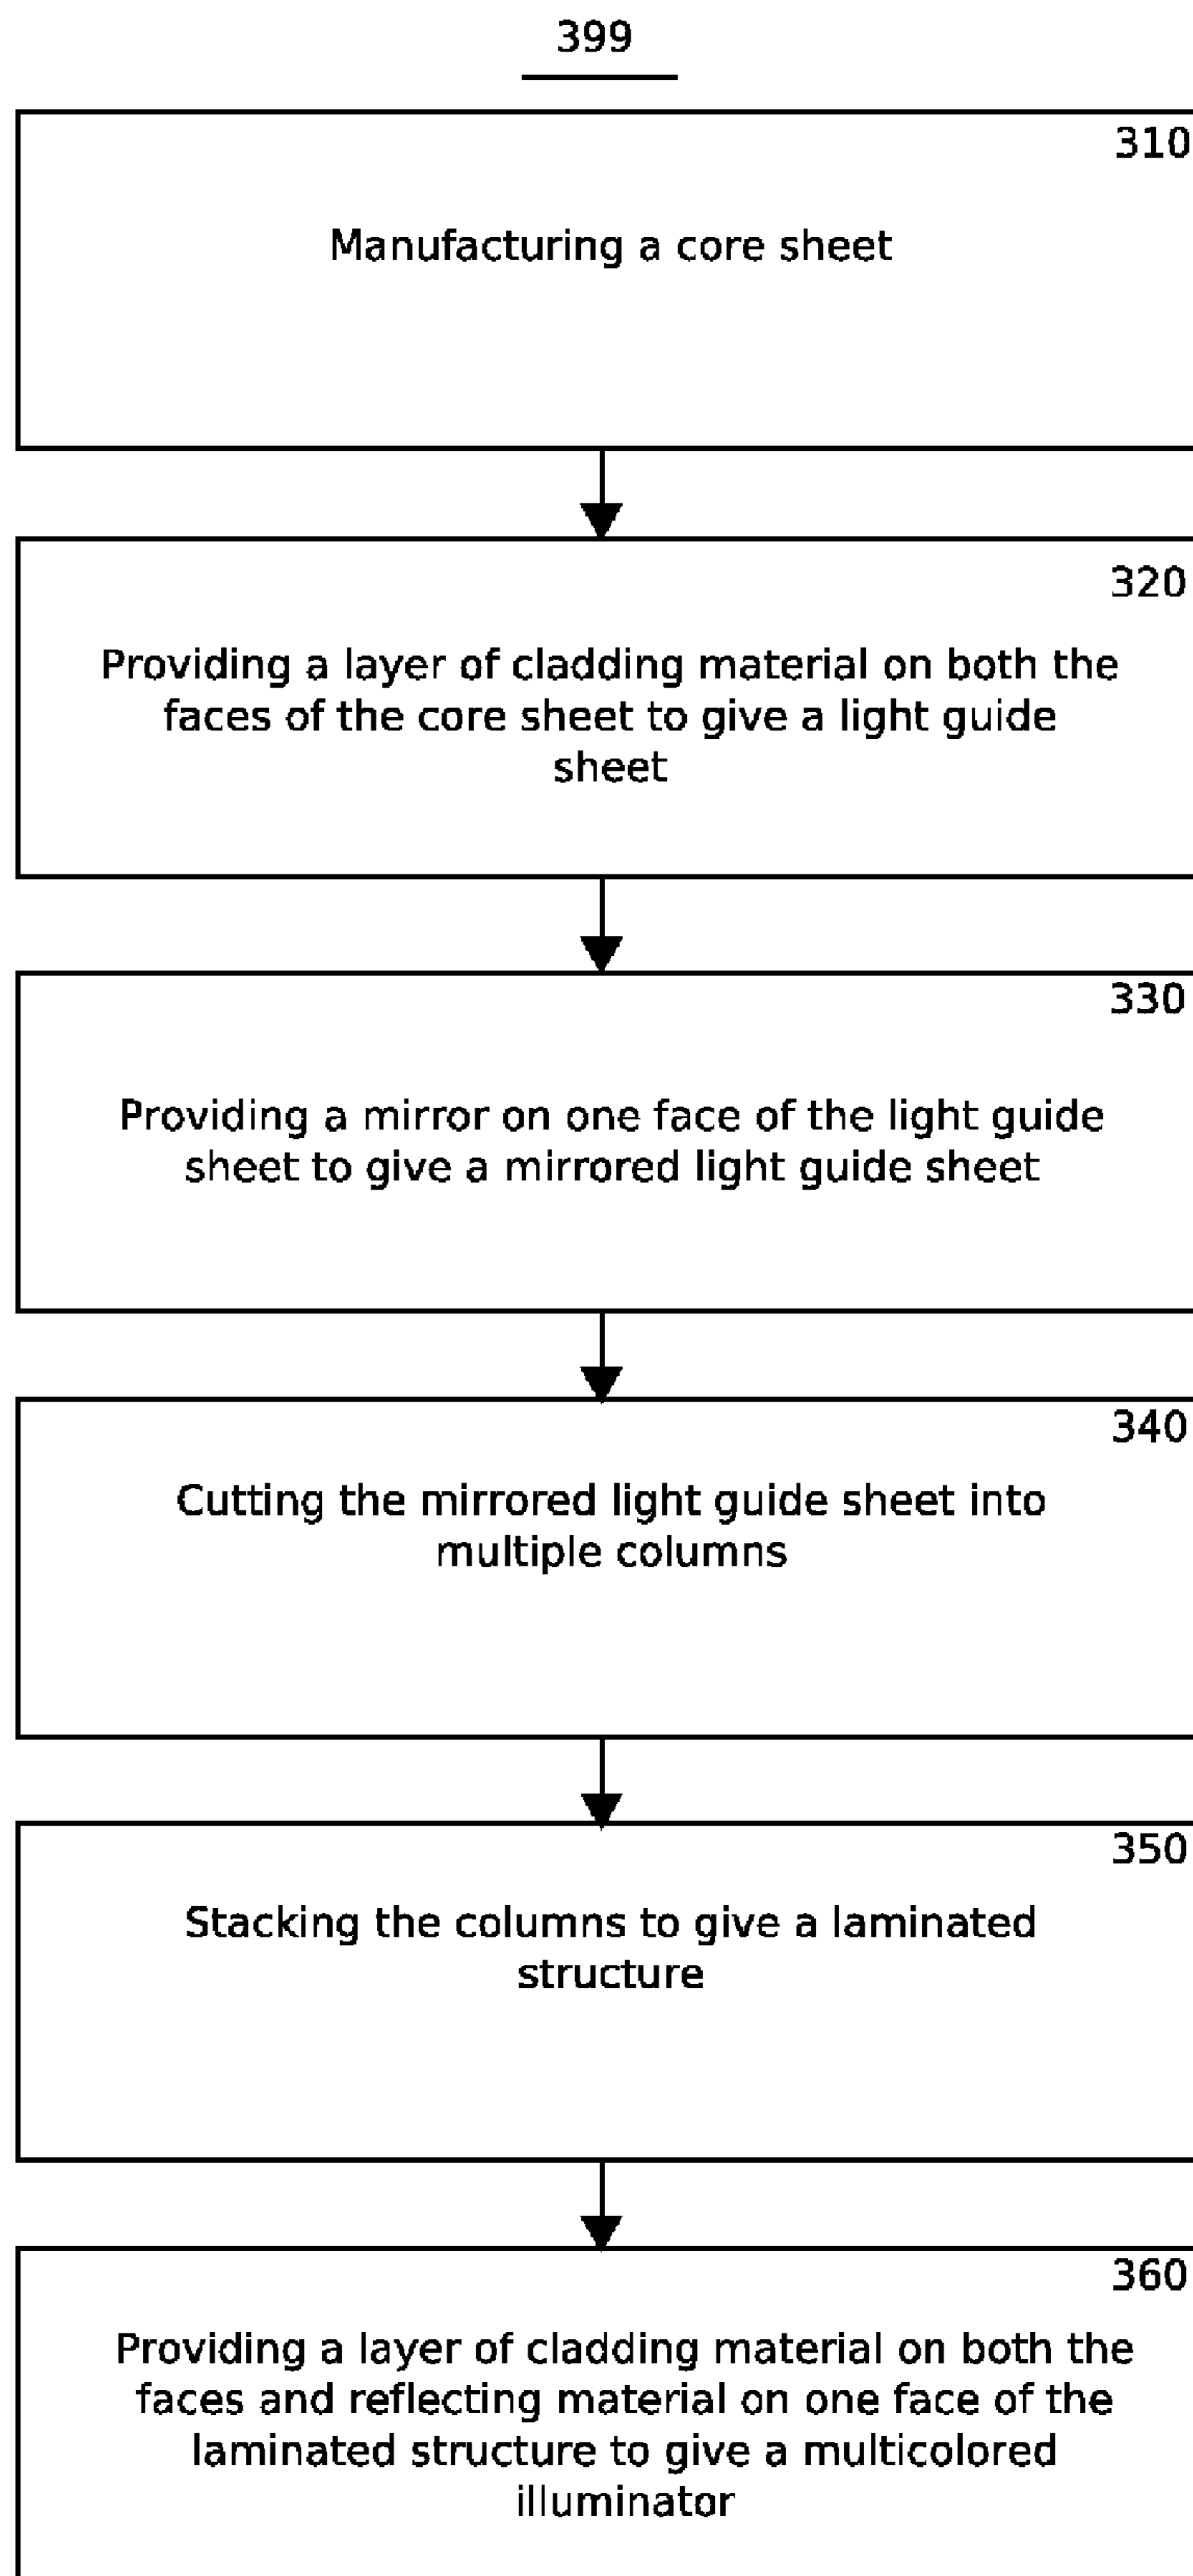 399
310
Manufacturing a core sheet
320
Providing a layer of cladding material on both the
faces of the core sheet to give a light guide
sheet
330
Providing a mirror on one face of the light guide
sheet to give a mirrored light guide sheet
340
Cutting the mirrored light guide sheet into
multiple columns
350
Stacking the columns to give a laminated
structure
360
Providing a layer of cladding material on both the
faces and reflecting material on one face of the
laminated structure to give a multicolored
illuminator